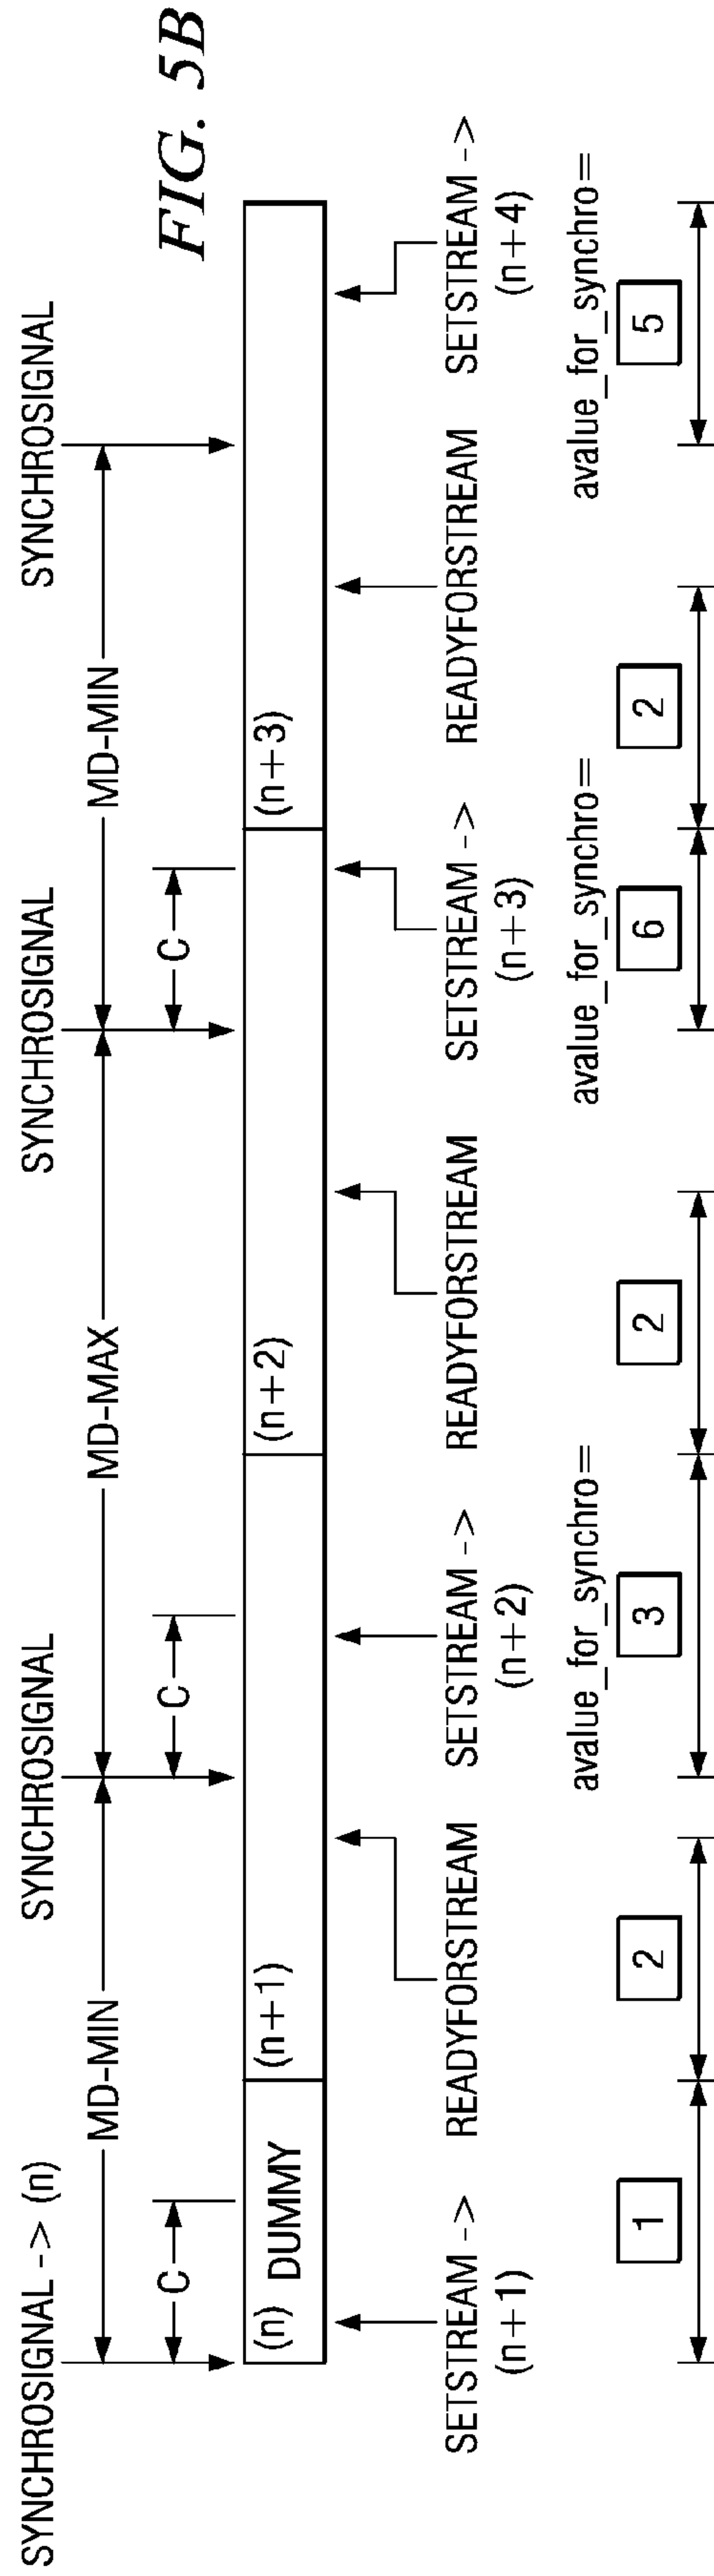 FIG. 5B
SYNCHROSIGNAL -> (n)
SYNCHROSIGNAL
SYNCHROSIGNAL
SYNCHROSIGNAL
MD-MIN
MD-MAX
MD-MIN
C
C
C
(n) DUMMY
(n+1)
(n+2)
(n+3)
SETSTREAM ->
(n+1)
READYFORSTREAM
SETSTREAM ->
(n+2)
READYFORSTREAM
SETSTREAM ->
(n+3)
READYFORSTREAM
SETSTREAM ->
(n+4)
avalue_for_synchro=
avalue_for_synchro=
avalue_for_synchro=
1
2
3
2
6
2
5